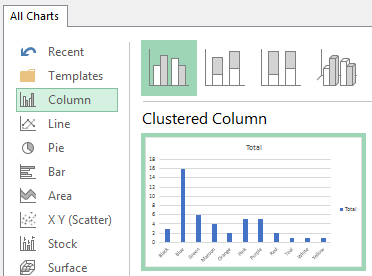 All Charts
Recent
Templates
Column
Line
Pie
Bar
Area
X Y (Scatter)
Stock
Surface
Clustered Column
Total
18
16
14
12
10
8
6
4
2
0
Black
Blue
Green
Maroon
Orange
Pink
Purple
Red
Teal
White
Yellow
Total